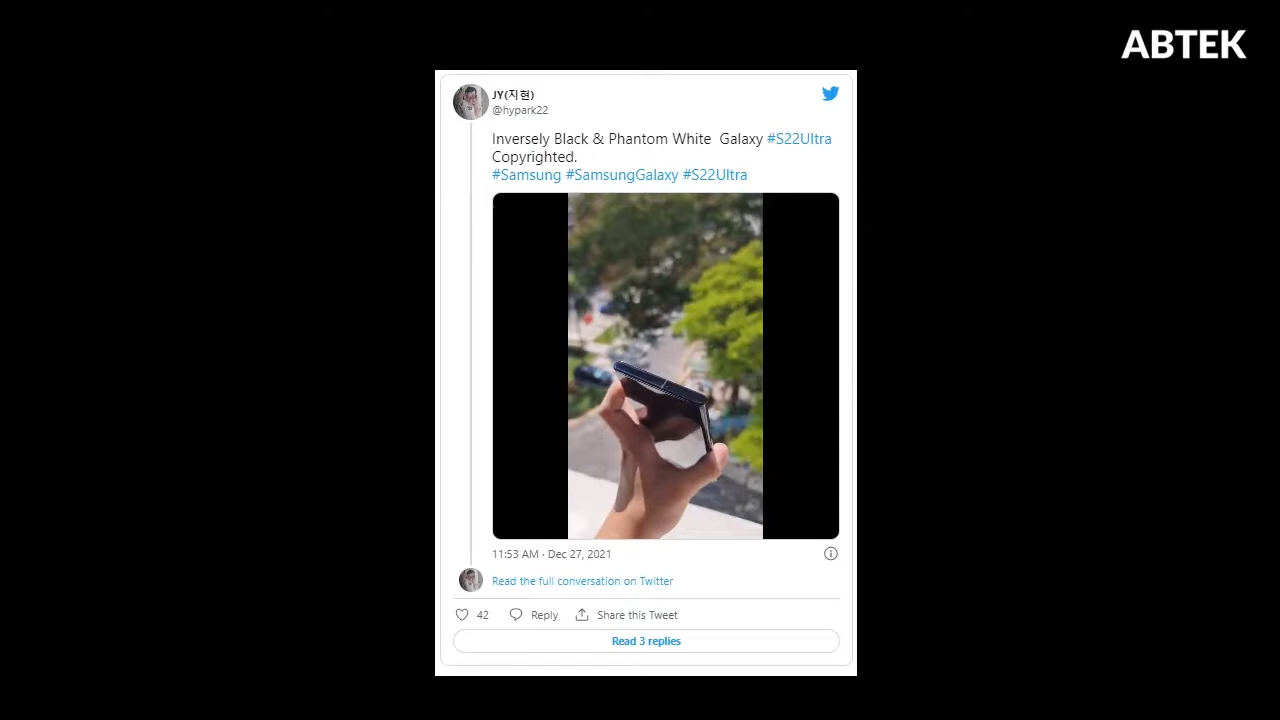 ABTEK
JY(지현)
@hypark22
Inversely Black & Phantom White Galaxy #S22Ultra
Copyrighted.
#Samsung #SamsungGalaxy #S22Ultra
11:53 AM · Dec 27, 2021
Read the full conversation on Twitter
42 Reply Share this Tweet
Read 3 replies